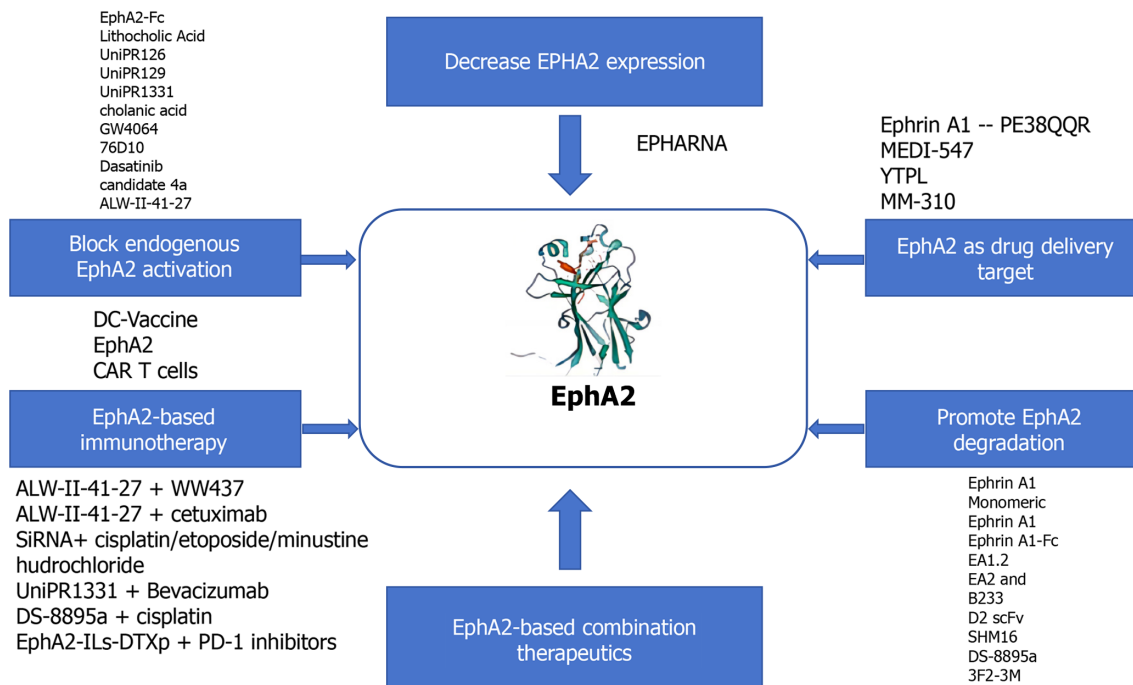 EphA2-Fc
Lithocholic Acid
UniPR126
UniPR129
UniPR1331
cholanic acid
GW4064
76D10
Dasatinib
candidate 4a
ALW-II-41-27
Block endogenous
EphA2 activation
DC-Vaccine
EphA2
CAR T cells
EphA2-based
immunotherapy
ALW-II-41-27 + WW437
ALW-II-41-27 + cetuximab
SiRNA+ cisplatin/etoposide/minustine
hudrochloride
UniPR1331 + Bevacizumab
DS-8895a + cisplatin
EphA2-ILs-DTXp + PD-1 inhibitors
Decrease EPHA2 expression
EPHARNA
EphA2
EphA2-based combination
therapeutics
Ephrin A1 -- PE38QQR
MEDI-547
YTPL
MM-310
EphA2 as drug delivery
target
Promote EphA2
degradation
Ephrin A1
Monomeric
Ephrin A1
Ephrin A1-Fc
EA1.2
EA2 and
B233
D2 scFv
SHM16
DS-8895a
3F2-3M